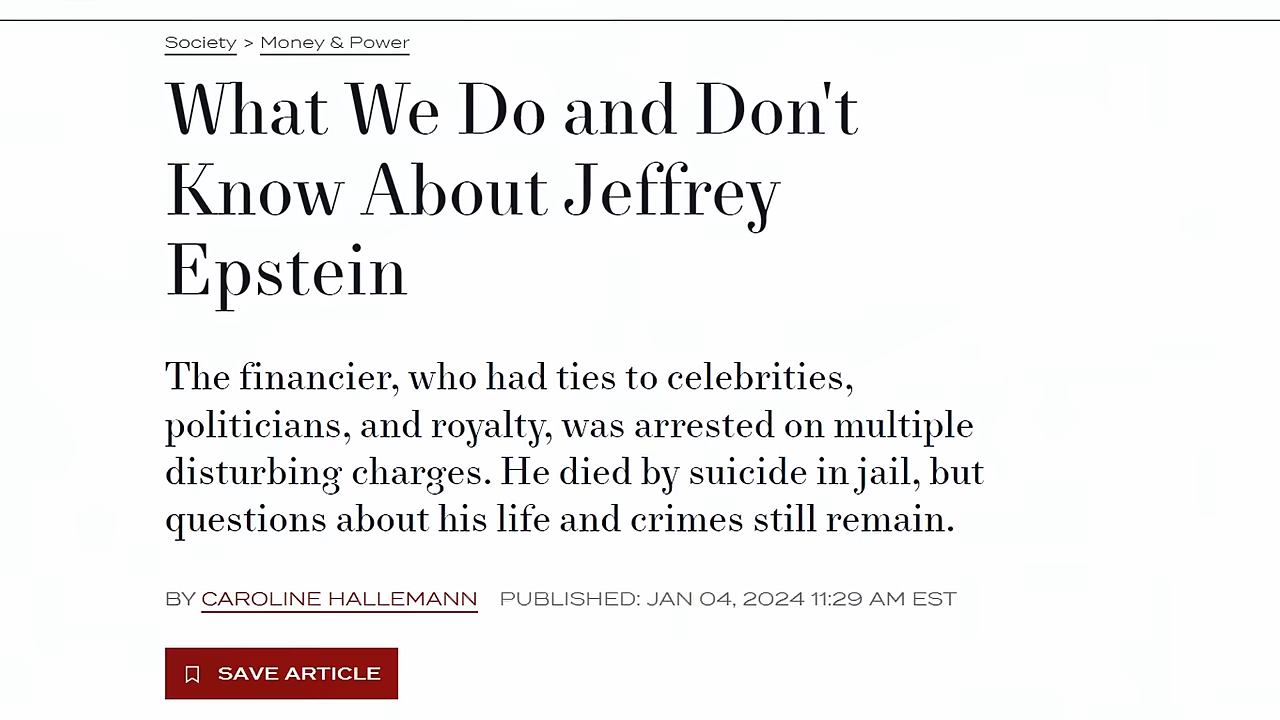 Society > Money & Power
What We Do and Don't
Know About Jeffrey
Epstein
The financier, who had ties to celebrities,
politicians, and royalty, was arrested on multiple
disturbing charges. He died by suicide in jail, but
questions about his life and crimes still remain.
BY CAROLINE HALLEMANN PUBLISHED: JAN 04, 2024 11:29 AM EST
SAVE ARTICLE